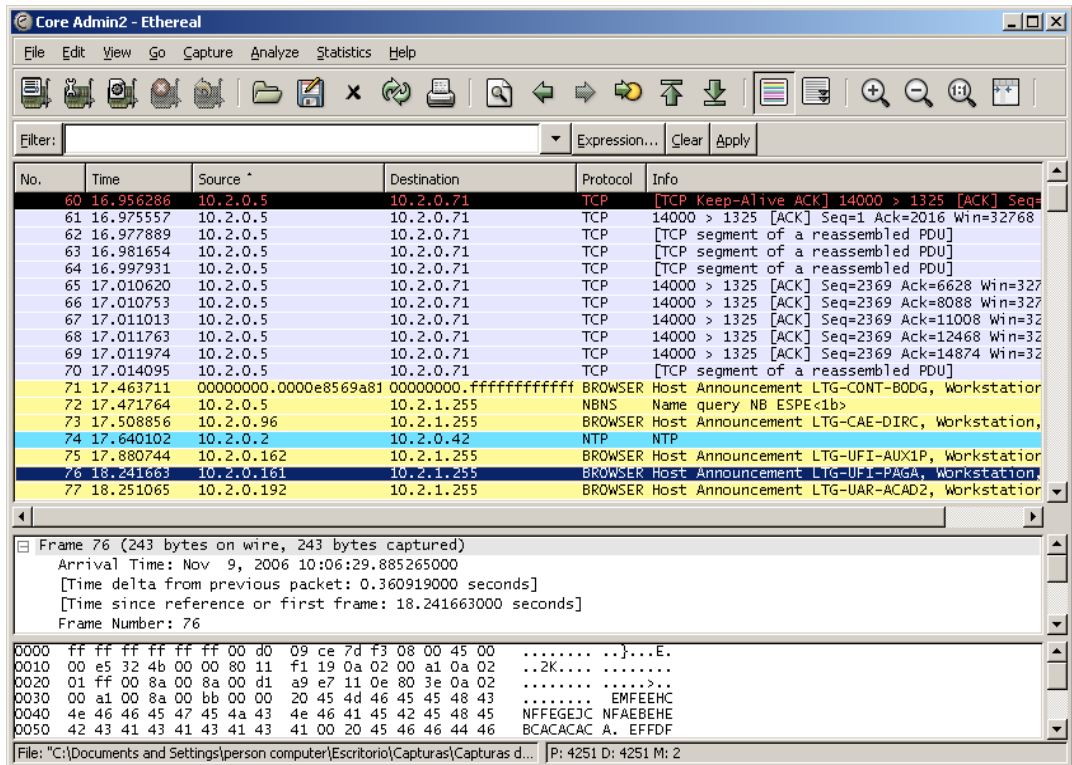 Core Admin2 - Ethereal
File Edit View Go Capture Analyze Statistics Help
Filter: Expression... Clear Apply
No. Time Source Destination Protocol Info
60 16.956286 10.2.0.5 10.2.0.71 TCP [TCP Keep-Alive ACK] 14000 > 1325 [ACK] Seq=
61 16.975557 10.2.0.5 10.2.0.71 TCP 14000 > 1325 [ACK] Seq=1 Ack=2016 Win=32768
62 16.977889 10.2.0.5 10.2.0.71 TCP [TCP segment of a reassembled PDU]
63 16.981654 10.2.0.5 10.2.0.71 TCP [TCP segment of a reassembled PDU]
64 16.997931 10.2.0.5 10.2.0.71 TCP [TCP segment of a reassembled PDU]
65 17.010620 10.2.0.5 10.2.0.71 TCP 14000 > 1325 [ACK] Seq=2369 Ack=6628 Win=327
66 17.010753 10.2.0.5 10.2.0.71 TCP 14000 > 1325 [ACK] Seq=2369 Ack=8088 Win=327
67 17.011013 10.2.0.5 10.2.0.71 TCP 14000 > 1325 [ACK] Seq=2369 Ack=11008 Win=32
68 17.011763 10.2.0.5 10.2.0.71 TCP 14000 > 1325 [ACK] Seq=2369 Ack=12468 Win=32
69 17.011974 10.2.0.5 10.2.0.71 TCP 14000 > 1325 [ACK] Seq=2369 Ack=14874 Win=32
70 17.014095 10.2.0.5 10.2.0.71 TCP [TCP segment of a reassembled PDU]
71 17.463711 00000000.0000e8569a81 00000000.ffffffffffff BROWSER Host Announcement LTG-CONT-BODG, Workstation
72 17.471764 10.2.0.5 10.2.1.255 NBNS Name query NB ESPE<1b>
73 17.508856 10.2.0.96 10.2.1.255 BROWSER Host Announcement LTG-CAE-DIRC, Workstation,
74 17.640102 10.2.0.2 10.2.0.42 NTP NTP
75 17.880744 10.2.0.162 10.2.1.255 BROWSER Host Announcement LTG-UFI-AUX1P, Workstation
76 18.241663 10.2.0.161 10.2.1.255 BROWSER Host Announcement LTG-UFI-PAGA, Workstation,
77 18.251065 10.2.0.192 10.2.1.255 BROWSER Host Announcement LTG-UAR-ACAD2, Workstation
Frame 76 (243 bytes on wire, 243 bytes captured)
Arrival Time: Nov 9, 2006 10:06:29.885265000
[Time delta from previous packet: 0.360919000 seconds]
[Time since reference or first frame: 18.241663000 seconds]
Frame Number: 76
0000 ff ff ff ff ff ff 00 d0 09 ce 7d f3 08 00 45 00 ........ ..}...E.
0010 00 e5 32 4b 00 00 80 11 f1 19 0a 02 00 a1 0a 02 ..2K.... ........
0020 01 ff 00 8a 00 8a 00 d1 a9 e7 11 0e 80 3e 0a 02 ........ .....>..
0030 00 a1 00 8a 00 bb 00 00 20 45 4d 46 45 45 48 43 ........ EMFEEHC
0040 4e 46 46 45 47 45 4a 43 4e 46 41 45 42 45 48 45 NFFEGEJC NFAEBEHE
0050 42 43 41 43 41 43 41 43 41 00 20 45 46 46 44 46 BCACACAC A. EFFDF
File: "C:\Documents and Settings\person computer\Escritorio\Capturas\Capturas d... P: 4251 D: 4251 M: 2